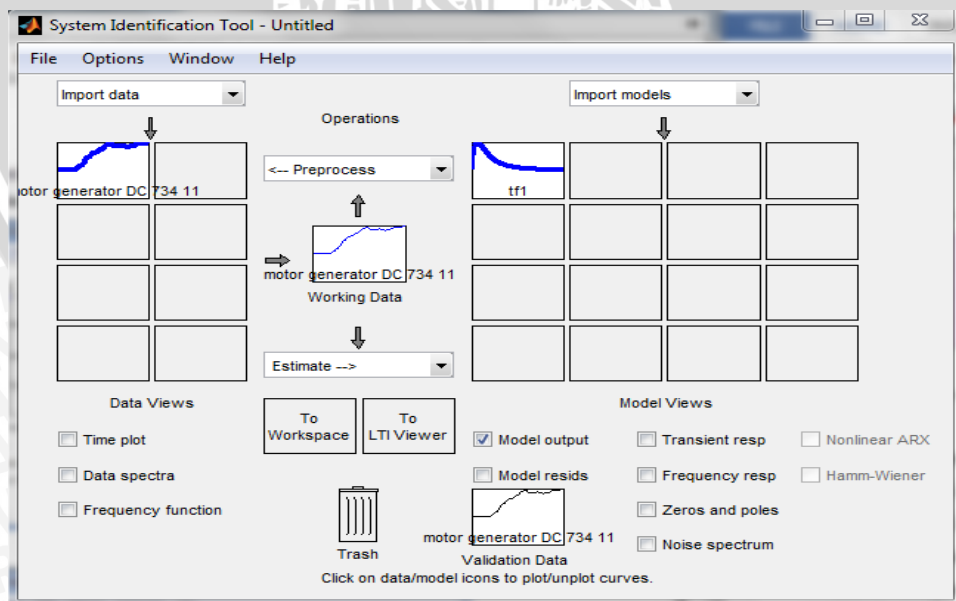 System Identification Tool - Untitled
File Options Window Help
Import data
Import models
Operations
<-- Preprocess
motor generator DC 734 11
tf1
motor generator DC 734 11
Working Data
Estimate -->
Data Views
Model Views
To Workspace
To LTI Viewer
Time plot
Data spectra
Frequency function
Model output
Transient resp
Nonlinear ARX
Model resids
Frequency resp
Hamm-Wiener
Zeros and poles
Noise spectrum
Trash
motor generator DC 734 11
Validation Data
Click on data/model icons to plot/unplot curves.